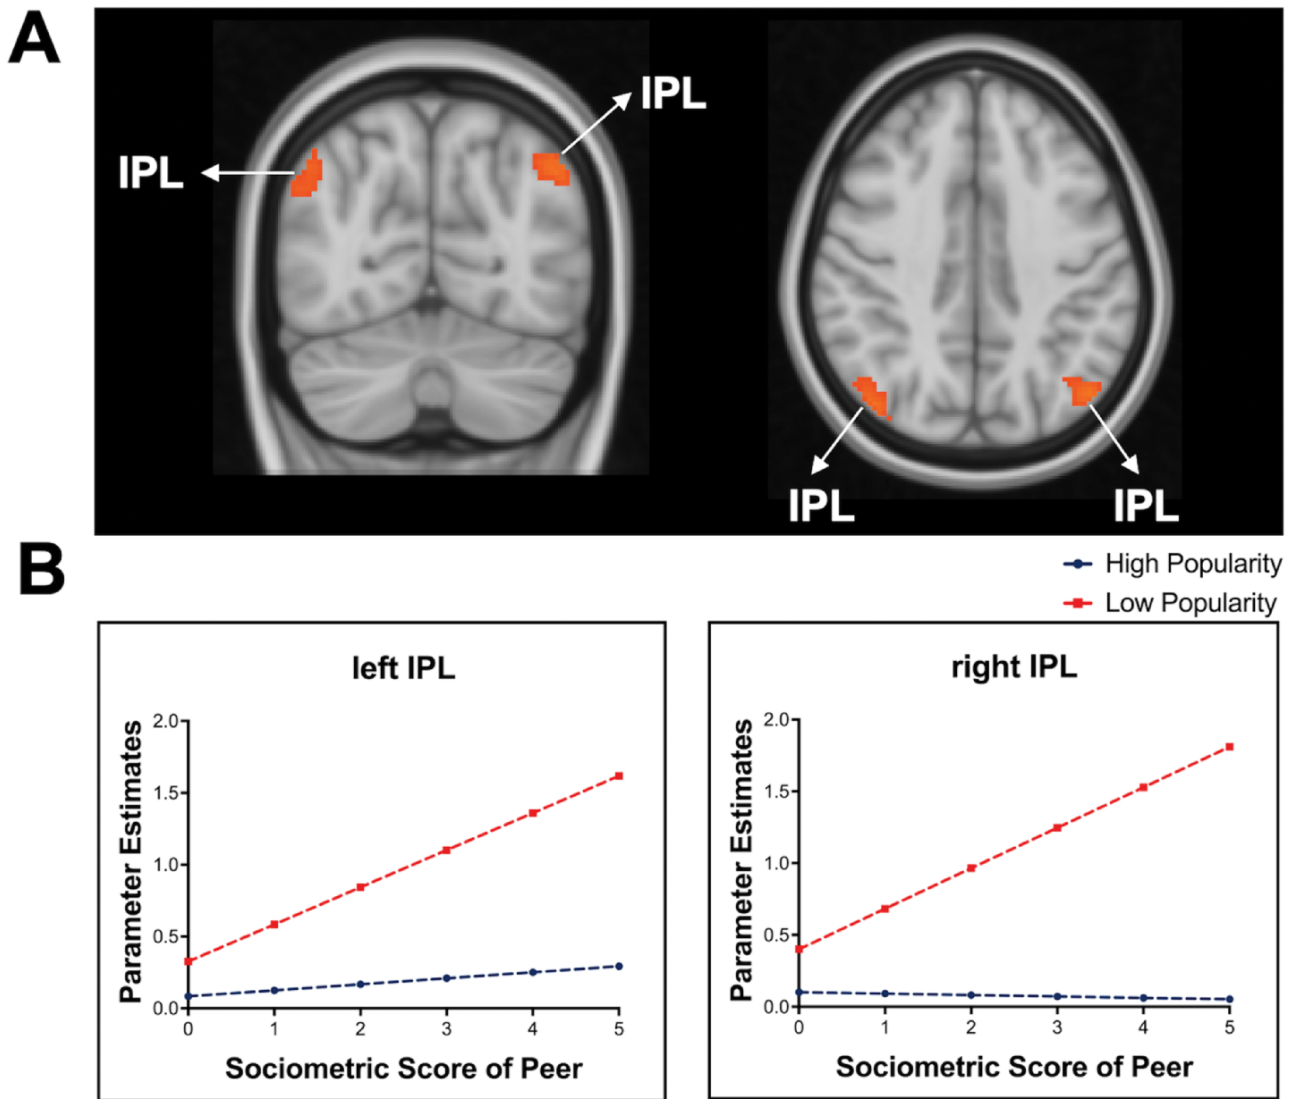 A
IPL
IPL
IPL
IPL
B
High Popularity
Low Popularity
left IPL
Parameter Estimates
2.0
1.5
1.0
0.5
0.0
0 1 2 3 4 5
Sociometric Score of Peer
right IPL
Parameter Estimates
2.0
1.5
1.0
0.5
0.0
0 1 2 3 4 5
Sociometric Score of Peer